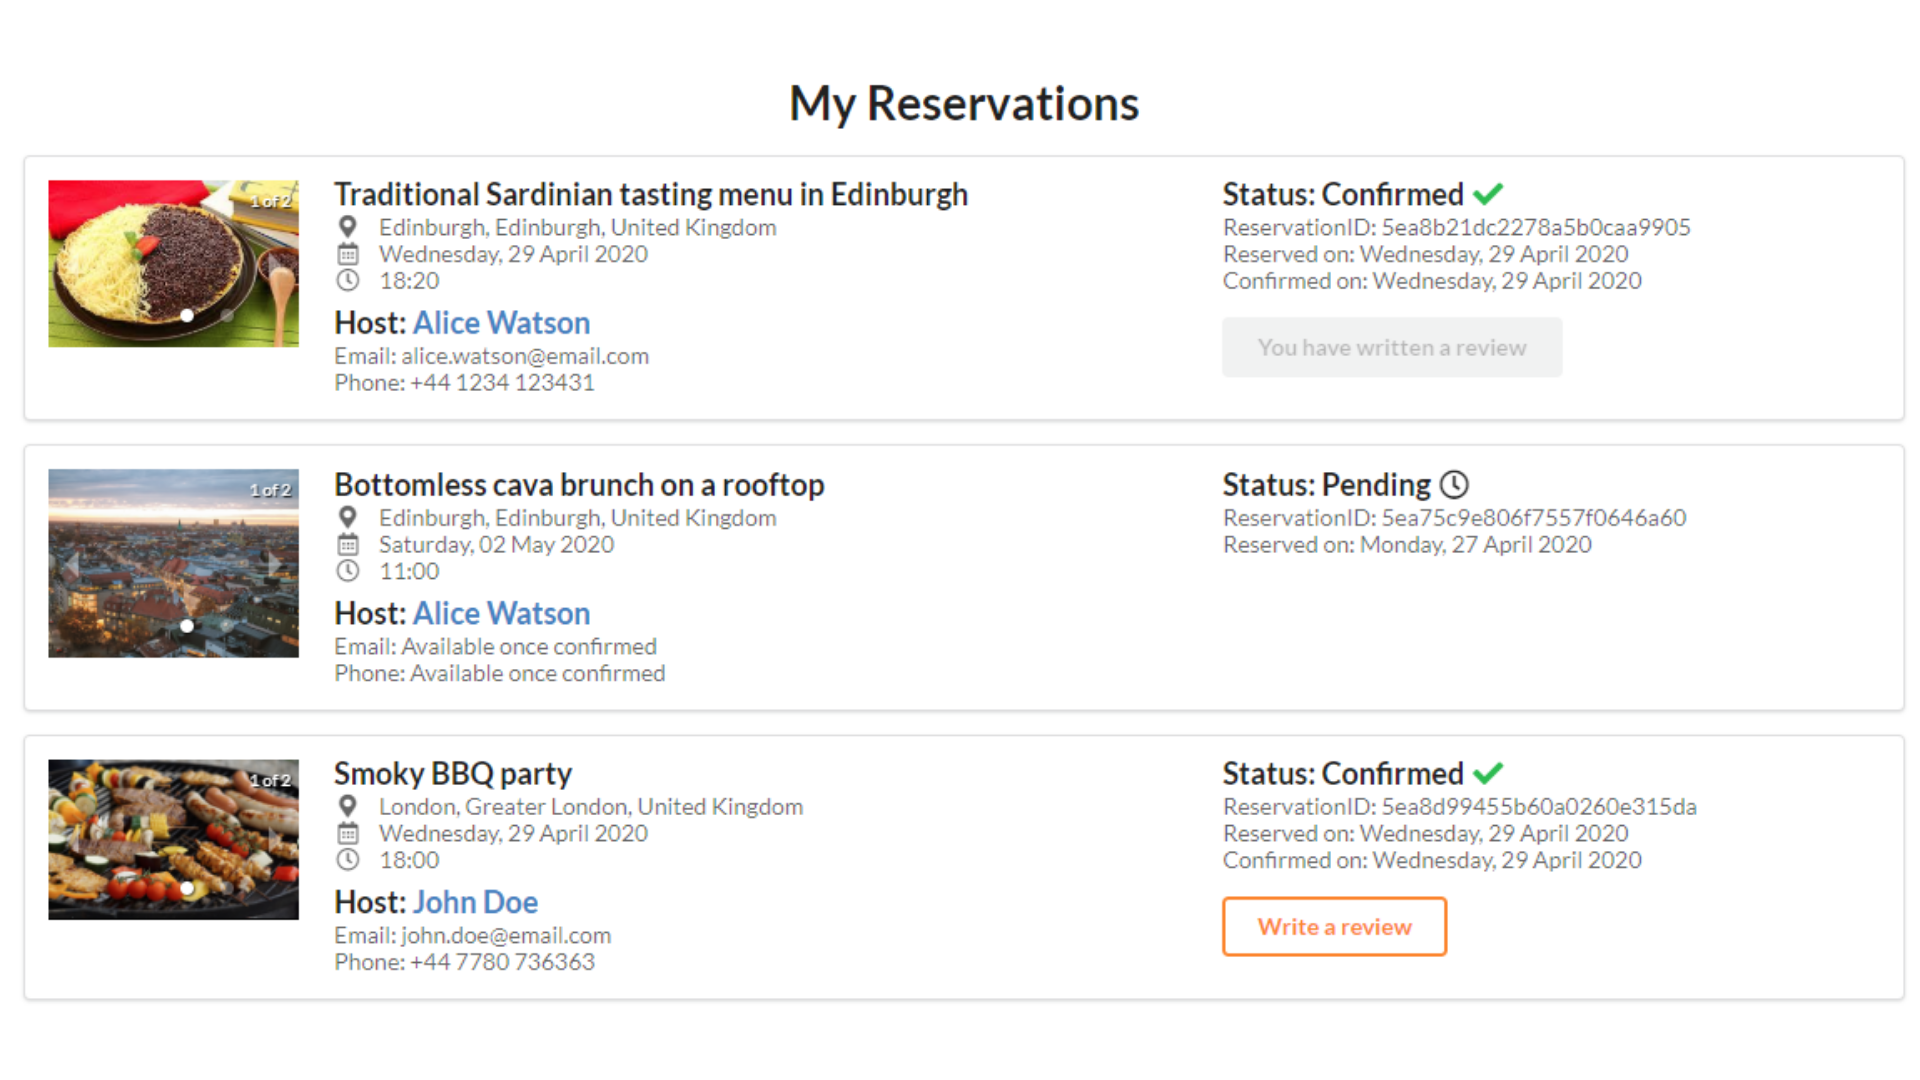 My Reservations
1 of 2
Traditional Sardinian tasting menu in Edinburgh
Edinburgh, Edinburgh, United Kingdom
Wednesday, 29 April 2020
18:20
Host: Alice Watson
Email: alice.watson@email.com
Phone: +44 1234 123431
Status: Confirmed
ReservationID: 5ea8b21dc2278a5b0caa9905
Reserved on: Wednesday, 29 April 2020
Confirmed on: Wednesday, 29 April 2020
You have written a review
1 of 2
Bottomless cava brunch on a rooftop
Edinburgh, Edinburgh, United Kingdom
Saturday, 02 May 2020
11:00
Host: Alice Watson
Email: Available once confirmed
Phone: Available once confirmed
Status: Pending
ReservationID: 5ea75c9e806f7557f0646a60
Reserved on: Monday, 27 April 2020
1 of 2
Smoky BBQ party
London, Greater London, United Kingdom
Wednesday, 29 April 2020
18:00
Host: John Doe
Email: john.doe@email.com
Phone: +44 7780 736363
Status: Confirmed
ReservationID: 5ea8d99455b60a0260e315da
Reserved on: Wednesday, 29 April 2020
Confirmed on: Wednesday, 29 April 2020
Write a review